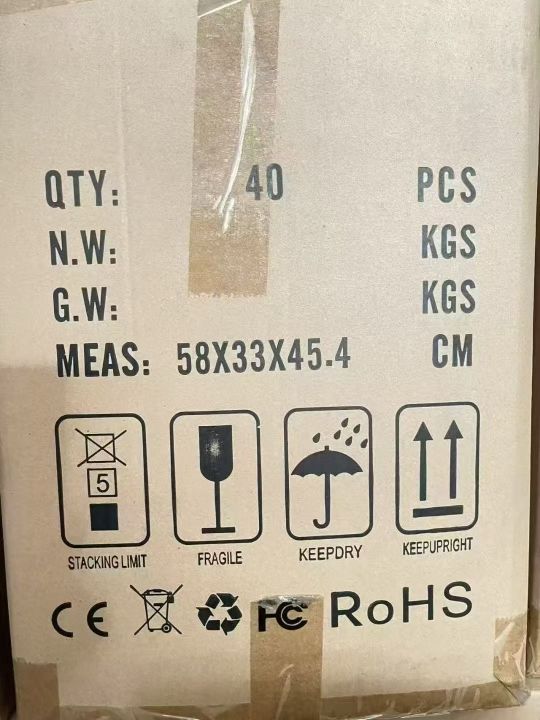 QTY: 40 PCS
N.W: KGS
G.W: KGS
MEAS: 58X33X45.4 CM
5
STACKING LIMIT FRAGILE KEEPDRY KEEPUPRIGHT
CE FC RoHS